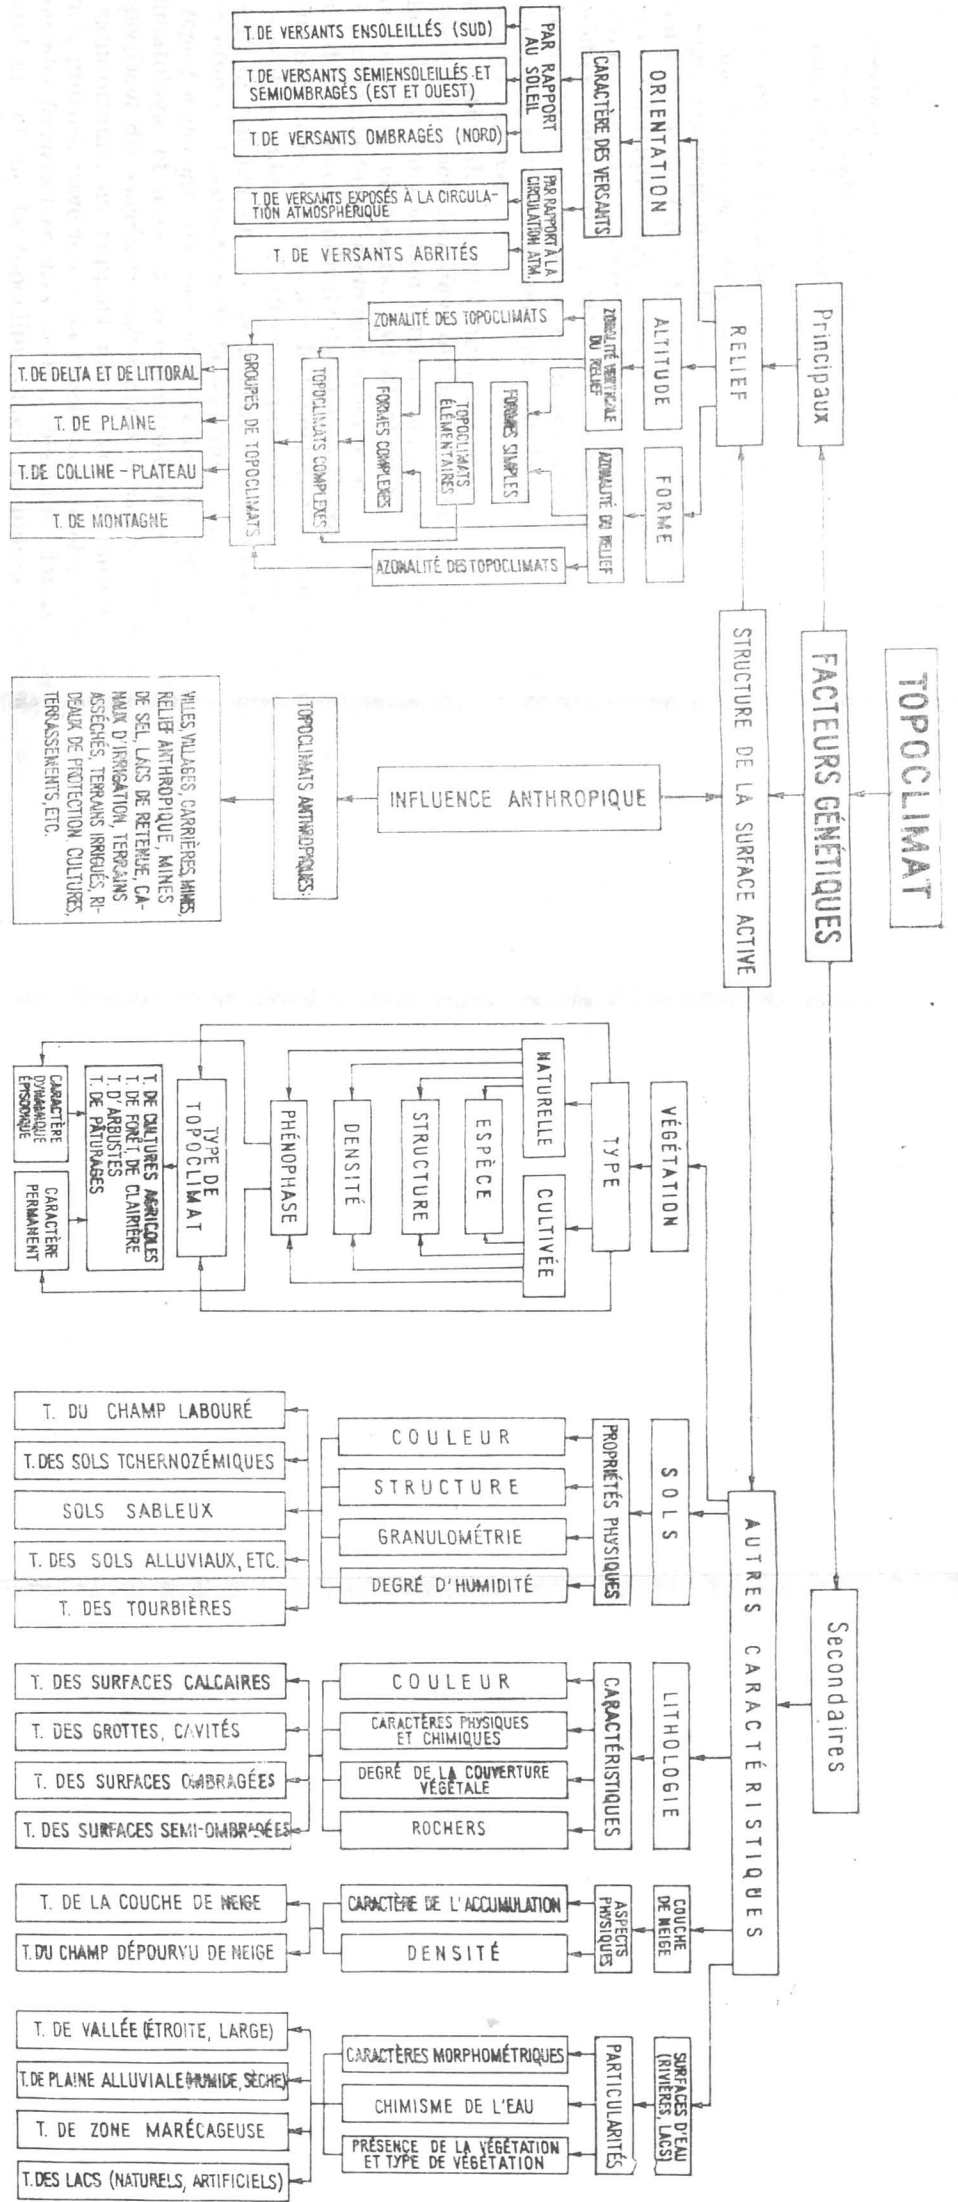 TOPOCLIMAT
FACTEURS GÉNÉTIQUES
Principaux
Secondaires
STRUCTURE DE LA SURFACE ACTIVE
RELIEF
AUTRES CARACTÉRISTIQUES
INFLUENCE ANTHROPIQUE
ORIENTATION
ALTITUDE
FORME
CARACTÈRE DES VERSANTS
ZONALITÉ VERTICALE
DU RELIEF
AZONALITÉ DU RELIEF
PAR RAPPORT
AU SOLEIL
PAR RAPPORT À LA
CIRCULATION ATM.
T. DE VERSANTS ENSOLEILLÉS (SUD)
T. DE VERSANTS SEMIENSOLEILLÉS ET
SEMIOMBRAGÉS (EST ET OUEST)
T. DE VERSANTS OMBRAGÉS (NORD)
T. DE VERSANTS EXPOSÉS À LA CIRCULA-
TION ATMOSPHÉRIQUE
T. DE VERSANTS ABRITÉS
FORMES SIMPLES
TOPOCLIMATS
ÉLÉMENTAIRES
FORMES COMPLEXES
TOPOCLIMATS COMPLEXES
ZONALITÉ DES TOPOCLIMATS
AZONALITÉ DES TOPOCLIMATS
GROUPES DE TOPOCLIMATS
T. DE DELTA ET DE LITTORAL
T. DE PLAINE
T. DE COLLINE - PLATEAU
T. DE MONTAGNE
TOPOCLIMATS ANTHROPIQUES:
VILLES, VILLAGES, CARRIÈRES, MINES,
RELIEF ANTHROPIQUE, MINES
DE SEL, LACS DE RETENUE, CA-
NAUX D'IRRIGATION, TERRAINS
ASSÉCHÉS, TERRAINS IRRIGUÉS, RI-
DEAUX DE PROTECTION, CULTURES,
TERRASSEMENTS, ETC.
VÉGÉTATION
TYPE
NATURELLE
CULTIVÉE
ESPÈCE
STRUCTURE
DENSITÉ
PHÉNOPHASE
TYPE DE
TOPOCLIMAT
T. DE CULTURES AGRICOLES
T. DE FORÊT, DE CLAIRIÈRE
T. D'ARBUSTES
T. DE PÂTURAGES
CARACTÈRE
DYNAMIQUE
ÉPISODIQUE
CARACTÈRE
PERMANENT
SOLS
PROPRIÉTÉS PHYSIQUES
COULEUR
STRUCTURE
GRANULOMÉTRIE
DEGRÉ D'HUMIDITÉ
T. DU CHAMP LABOURÉ
T. DES SOLS TCHERNOZÉMIQUES
SOLS SABLEUX
T. DES SOLS ALLUVIAUX, ETC.
T. DES TOURBIÈRES
LITHOLOGIE
CARACTÉRISTIQUES
COULEUR
CARACTÈRES PHYSIQUES
ET CHIMIQUES
DEGRÉ DE LA COUVERTURE
VÉGÉTALE
ROCHERS
T. DES SURFACES CALCAIRES
T. DES GROTTES, CAVITÉS
T. DES SURFACES OMBRAGÉES
T. DES SURFACES SEMI-OMBRAGÉES
COUCHE
DE NEIGE
ASPECTS
PHYSIQUES
CARACTÈRE DE L'ACCUMULATION
DENSITÉ
T. DE LA COUCHE DE NEIGE
T. DU CHAMP DÉPOURVU DE NEIGE
SURFACES D'EAU
(RIVIÈRES, LACS)
PARTICULARITÉS
CARACTÈRES MORPHOMÉTRIQUES
CHIMISME DE L'EAU
PRÉSENCE DE LA VÉGÉTATION
ET TYPE DE VÉGÉTATION
T. DE VALLÉE (ÉTROITE, LARGE)
T. DE PLAINE ALLUVIALE (HUMIDE, SÈCHE)
T. DE ZONE MARÉCAGEUSE
T. DES LACS (NATURELS, ARTIFICIELS)